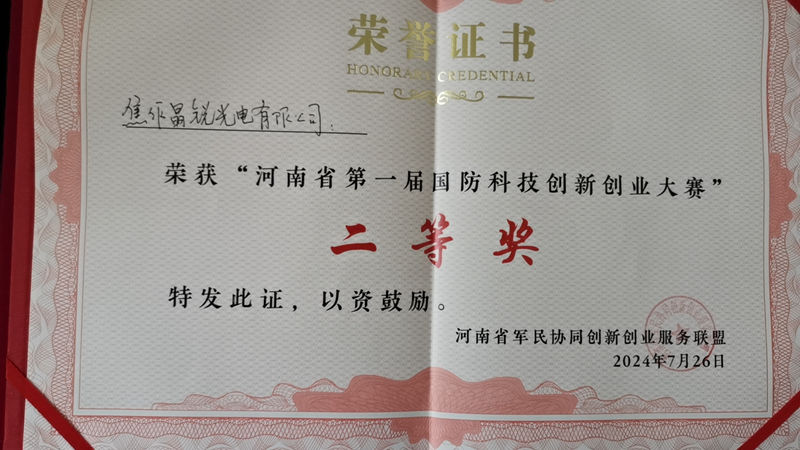 荣誉证书
HONORARY CREDENTIAL
焦作晶锐光电有限公司:
荣获“河南省第一届国防科技创新创业大赛”
二等奖
特发此证，以资鼓励。
河南省军民协同创新创业服务联盟
2024年7月26日